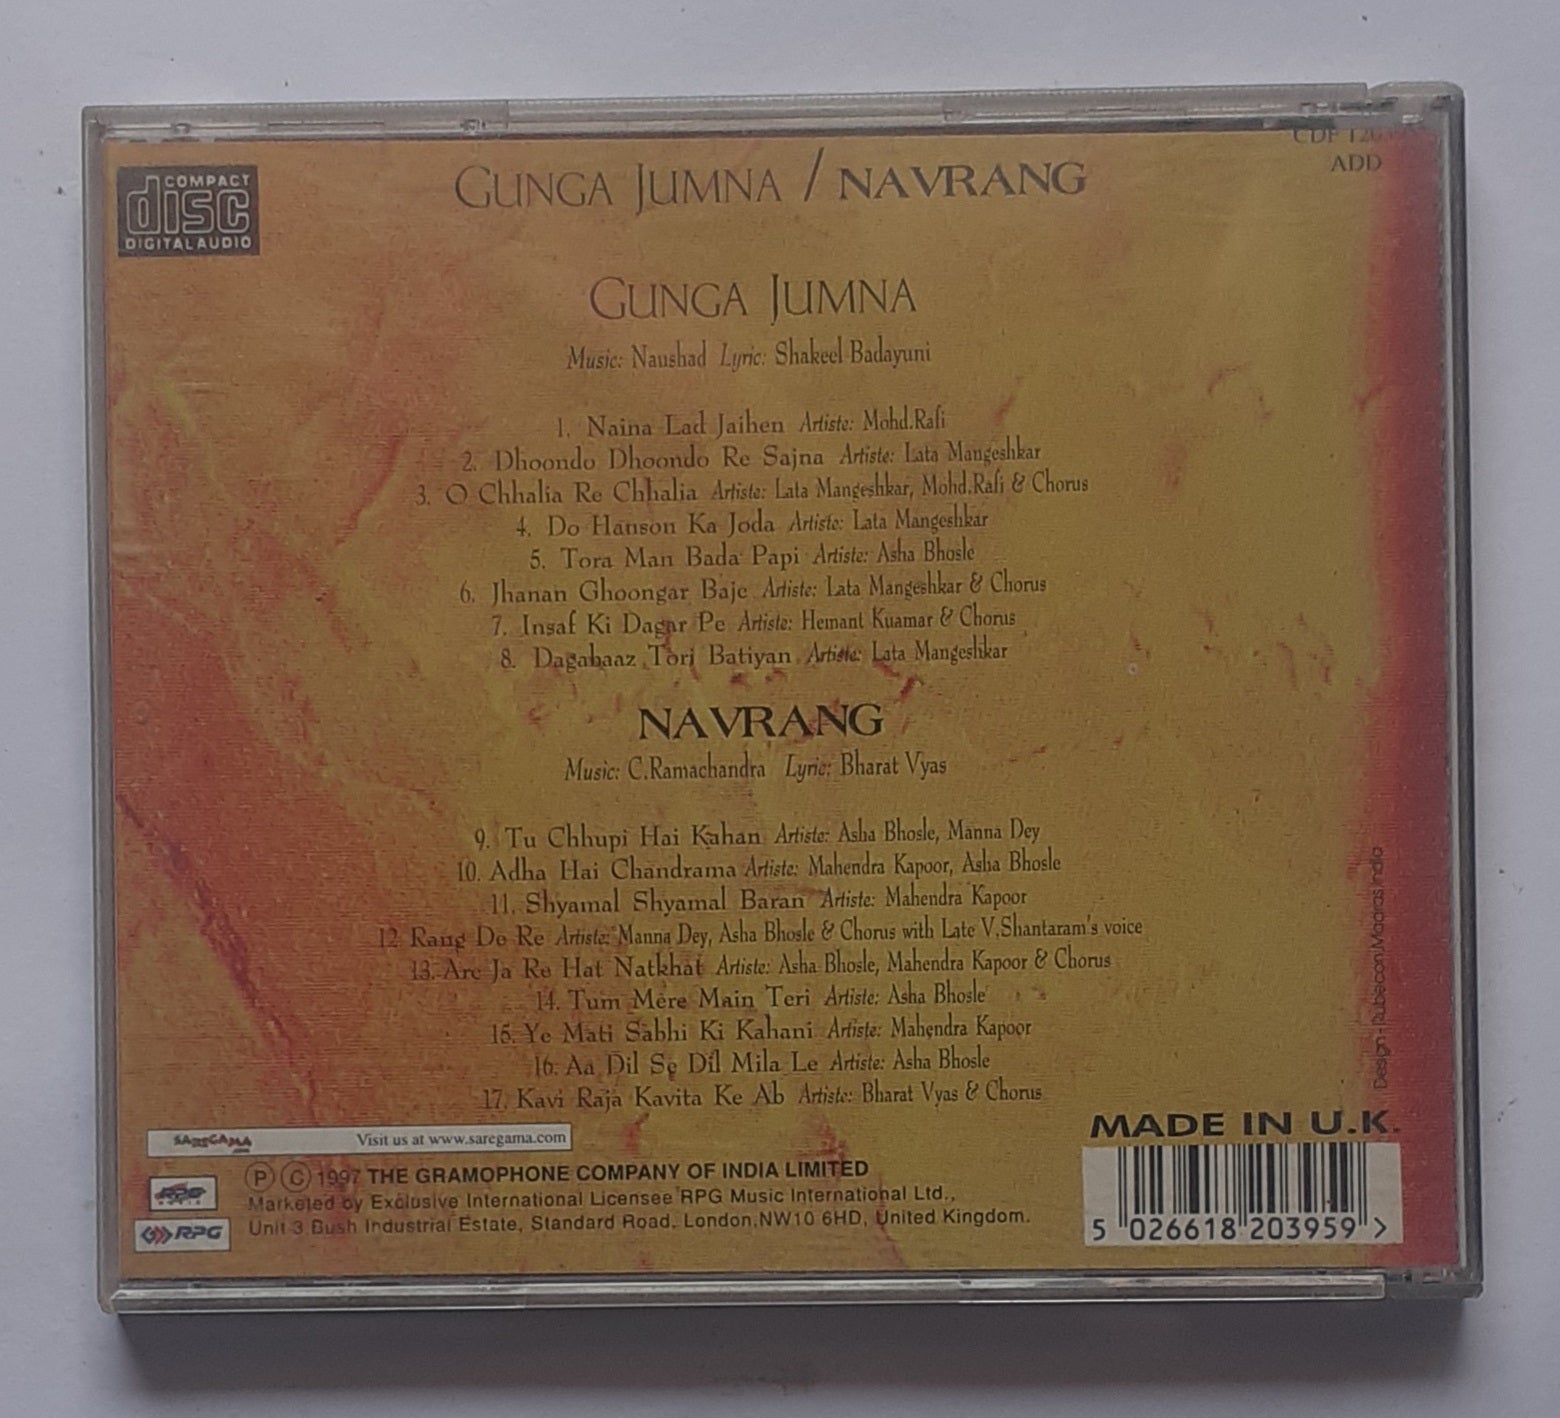 COMPACT
disc
DIGITAL AUDIO
ADD
GUNGA JUMNA / NAVRANG
GUNGA JUMNA
Music: Naushad Lyric: Shakeel Badayuni
1. Naina Lad Jaihen Artiste: Mohd.Rafi
2. Dhoondo Dhoondo Re Sajna Artiste: Lata Mangeshkar
3. O Chhalia Re Chhalia Artiste: Lata Mangeshkar, Mohd.Rafi & Chorus
4. Do Hanson Ka Joda Artiste: Lata Mangeshkar
5. Tora Man Bada Papi Artiste: Asha Bhosle
6. Jhanan Ghoongar Baje Artiste: Lata Mangeshkar & Chorus
7. Insaf Ki Dagar Pe Artiste: Hemant Kuamar & Chorus
8. Dagabaaz Tori Batiyan Artiste: Lata Mangeshkar
NAVRANG
Music: C.Ramachandra Lyric: Bharat Vyas
9. Tu Chhupi Hai Kahan Artiste: Asha Bhosle, Manna Dey
10. Adha Hai Chandrama Artiste: Mahendra Kapoor, Asha Bhosle
11. Shyamal Shyamal Baran Artiste: Mahendra Kapoor
12. Rang De Re Artiste: Manna Dey, Asha Bhosle & Chorus with Late V.Shantaram's voice
13. Are Ja Re Hat Natkhat Artiste: Asha Bhosle, Mahendra Kapoor & Chorus
14. Tum Mere Main Teri Artiste: Asha Bhosle
15. Ye Mati Sabhi Ki Kahani Artiste: Mahendra Kapoor
16. Aa Dil Se Dil Mila Le Artiste: Asha Bhosle
17. Kavi Raja Kavita Ke Ab Artiste: Bharat Vyas & Chorus
Design - Rubecon,Madras,India
MADE IN U.K.
SAREGAMA Visit us at www.saregama.com
Ⓟ Ⓒ 1997 THE GRAMOPHONE COMPANY OF INDIA LIMITED
Marketed by Exclusive International Licensee RPG Music International Ltd.,
Unit 3 Bush Industrial Estate, Standard Road, London,NW10 6HD, United Kingdom.
RPG
RPG
5 026618 203959 >